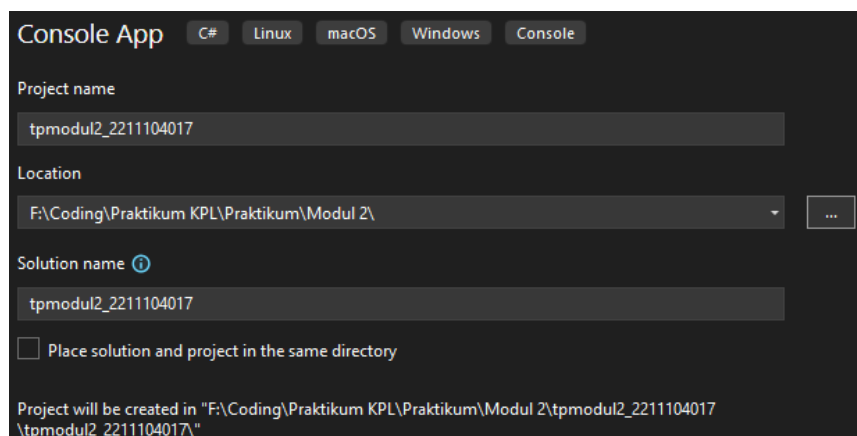 Console App C# Linux macOS Windows Console
Project name
tpmodul2_2211104017
Location
F:\Coding\Praktikum KPL\Praktikum\Modul 2\
...
Solution name
tpmodul2_2211104017
Place solution and project in the same directory
Project will be created in "F:\Coding\Praktikum KPL\Praktikum\Modul 2\tpmodul2_2211104017
\tpmodul2_2211104017\"